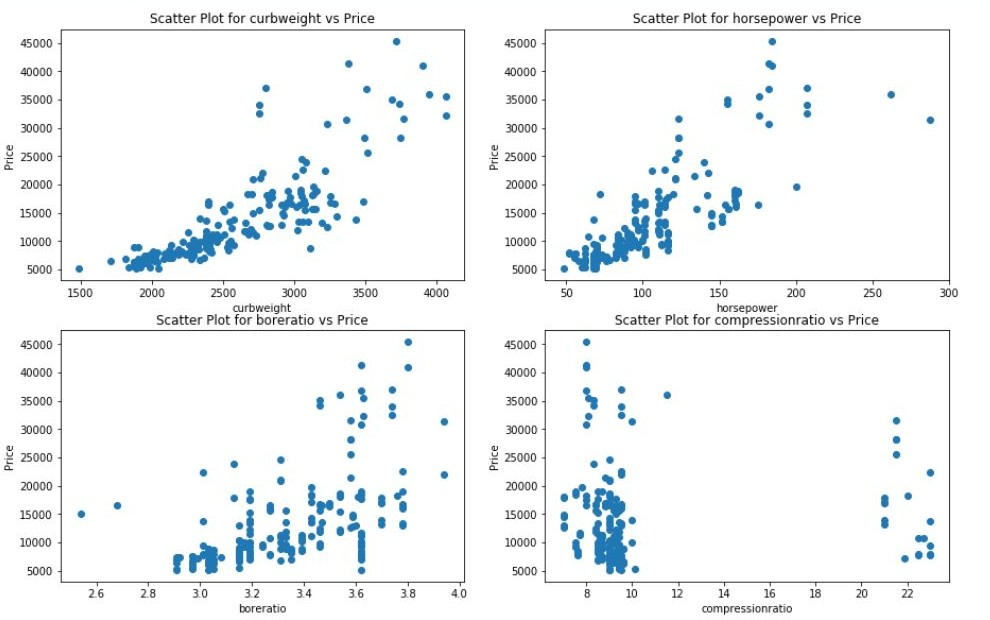 Scatter Plot for curbweight vs Price
45000
40000
35000
30000
25000
20000
15000
10000
5000
Price
1500 2000 2500 3000 3500 4000
curbweight
Scatter Plot for horsepower vs Price
45000
40000
35000
30000
25000
20000
15000
10000
5000
Price
50 100 150 200 250 300
horsepower
Scatter Plot for boreratio vs Price
45000
40000
35000
30000
25000
20000
15000
10000
5000
Price
2.6 2.8 3.0 3.2 3.4 3.6 3.8 4.0
boreratio
Scatter Plot for compressionratio vs Price
45000
40000
35000
30000
25000
20000
15000
10000
5000
Price
8 10 12 14 16 18 20 22
compressionratio